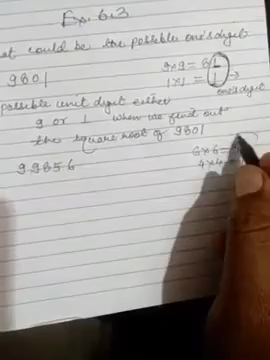 Ex. 6.3
at could be the possible one's digit
9801
9×9 = 81
1×1 = 1
one's digit
possible unit digit either
9 or 1 when we find out
the square root of 9801
99856
6×6 =
4×4 =